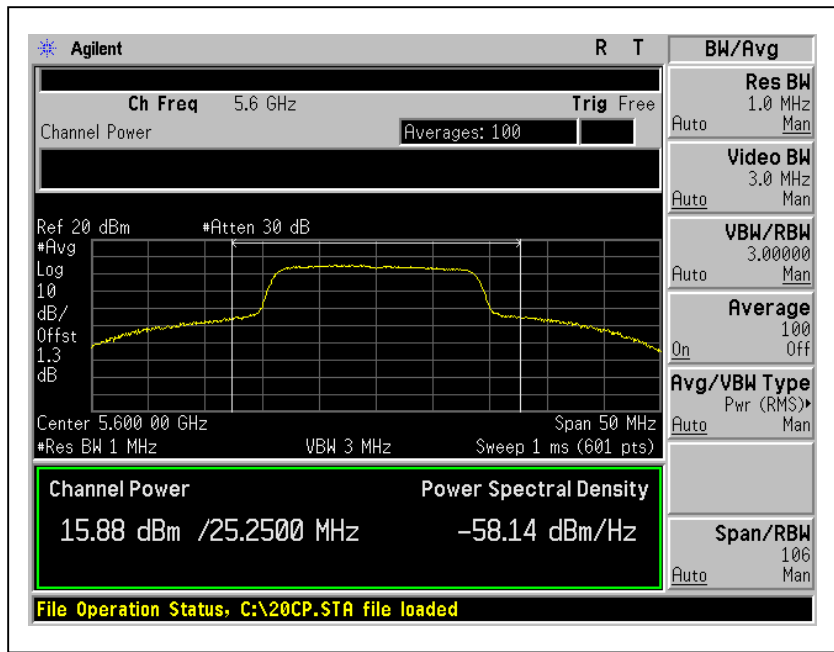 Agilent R T
Ch Freq 5.6 GHz Trig Free
Channel Power Averages: 100
Ref 20 dBm #Atten 30 dB
#Avg
Log
10
dB/
Offst
1.3
dB
Center 5.600 00 GHz Span 50 MHz
#Res BW 1 MHz VBW 3 MHz Sweep 1 ms (601 pts)
Channel Power Power Spectral Density
15.88 dBm /25.2500 MHz -58.14 dBm/Hz
File Operation Status, C:\20CP.STA file loaded
BW/Avg
Res BW
1.0 MHz
Auto Man
Video BW
3.0 MHz
Auto Man
VBW/RBW
3.00000
Auto Man
Average
100
On Off
Avg/VBW Type
Pwr (RMS)▸
Auto Man
Span/RBW
106
Auto Man